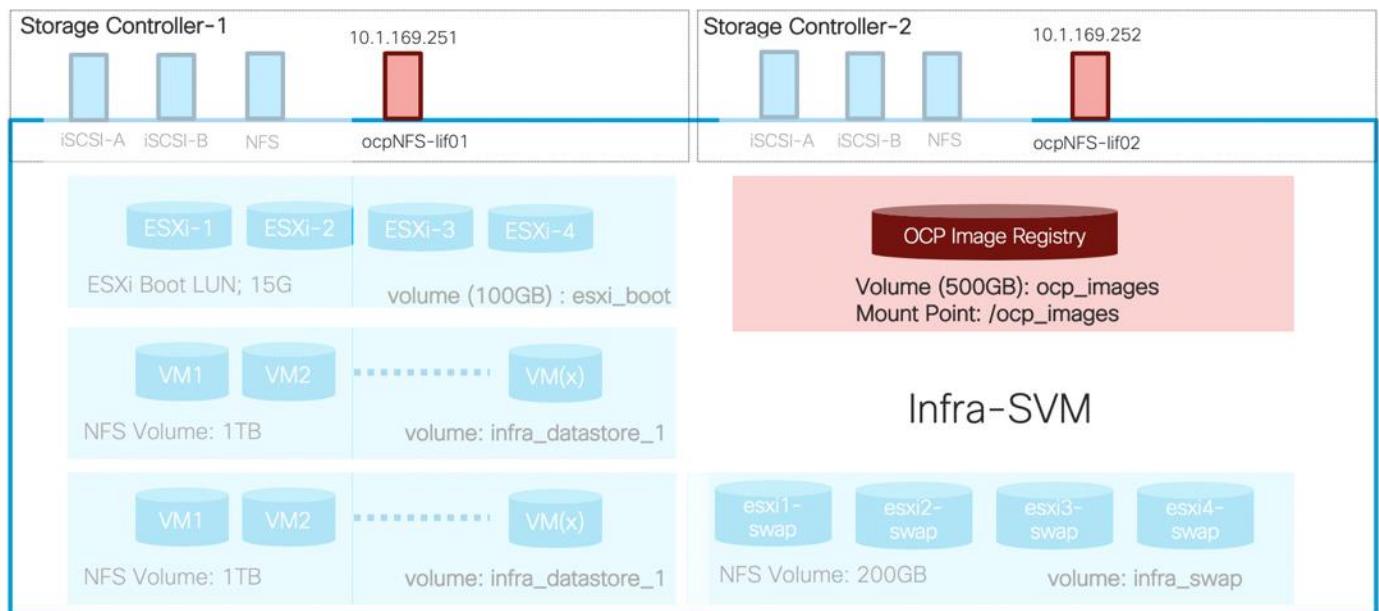 Storage Controller-1
10.1.169.251
iSCSI-A iSCSI-B NFS ocpNFS-lif01
Storage Controller-2
10.1.169.252
iSCSI-A iSCSI-B NFS ocpNFS-lif02
ESXi-1 ESXi-2 ESXi-3 ESXi-4
ESXi Boot LUN; 15G volume (100GB) : esxi_boot
OCP Image Registry
Volume (500GB): ocp_images
Mount Point: /ocp_images
VM1 VM2 VM(x)
NFS Volume: 1TB volume: infra_datastore_1
Infra-SVM
VM1 VM2 VM(x)
NFS Volume: 1TB volume: infra_datastore_1
esxi1-
swap
esxi2-
swap
esxi3-
swap
esxi4-
swap
NFS Volume: 200GB volume: infra_swap